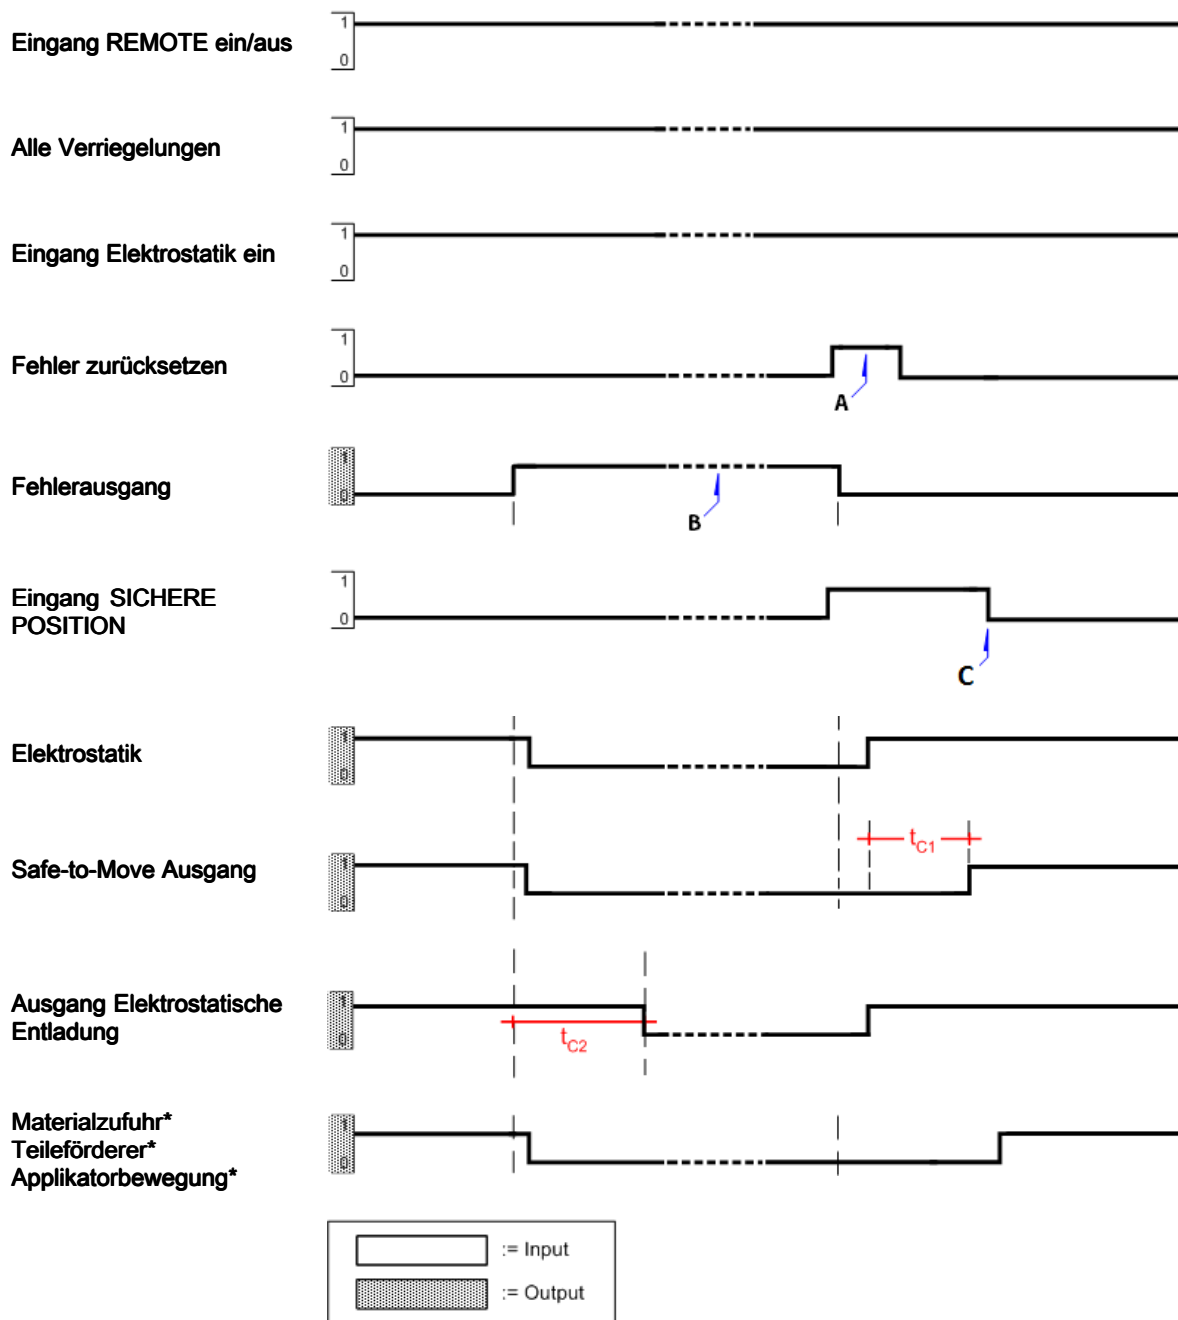 1
Eingang REMOTE ein/aus
0
1
Alle Verriegelungen
0
1
Eingang Elektrostatik ein
0
1
Fehler zurücksetzen
0
A
1
Fehlerausgang
0
B
1
Eingang SICHERE
POSITION
0
C
1
Elektrostatik
0
tC1
1
Safe-to-Move Ausgang
0
1
Ausgang Elektrostatische
Entladung
0
tC2
Materialzufuhr*
1
Teileförderer*
0
Applikatorbewegung*
:= Input
:= Output